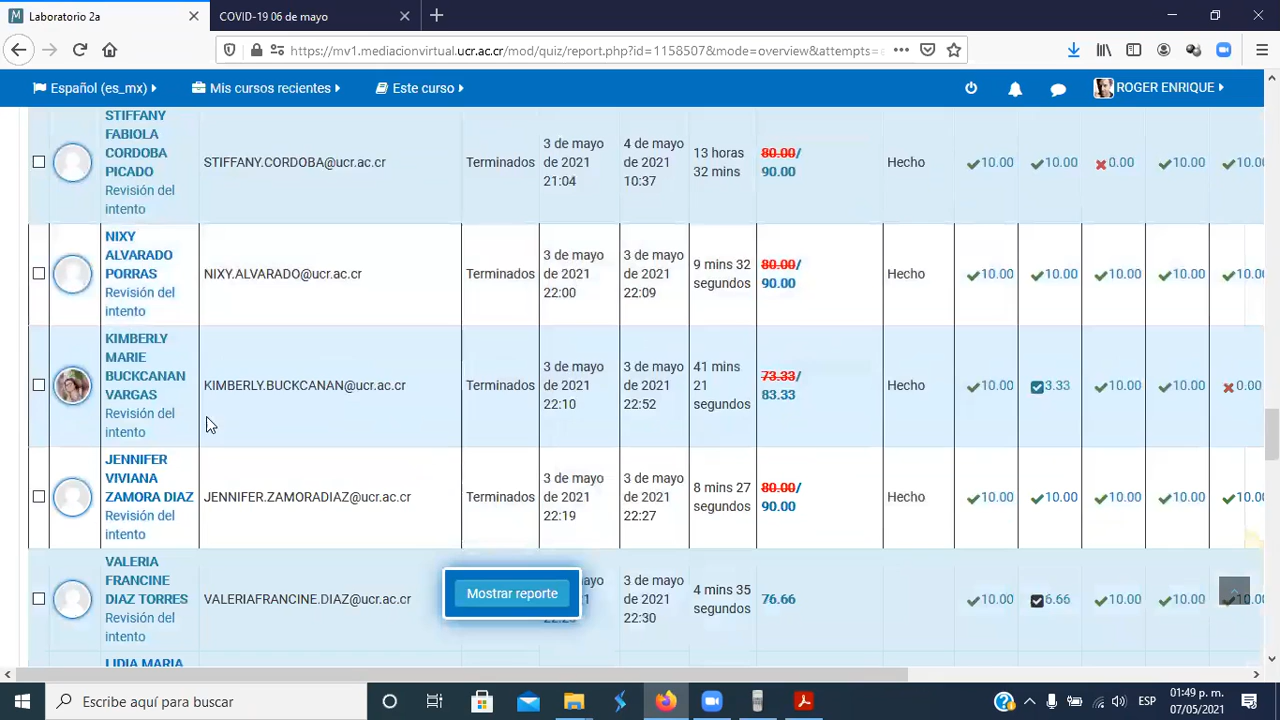 Laboratorio 2a
COVID-19 06 de mayo
https://mv1.mediacionvirtual.ucr.ac.cr/mod/quiz/report.php?id=1158507&mode=overview&attempts=
Español (es_mx)
Mis cursos recientes
Este curso
ROGER ENRIQUE
STIFFANY
FABIOLA
CORDOBA
PICADO
Revisión del
intento
STIFFANY.CORDOBA@ucr.ac.cr
Terminados
3 de mayo
de 2021
21:04
4 de mayo
de 2021
10:37
13 horas
32 mins
80.00/
90.00
Hecho
10.00
10.00
0.00
10.00
10.00
NIXY
ALVARADO
PORRAS
Revisión del
intento
NIXY.ALVARADO@ucr.ac.cr
Terminados
3 de mayo
de 2021
22:00
3 de mayo
de 2021
22:09
9 mins 32
segundos
80.00/
90.00
Hecho
10.00
10.00
10.00
10.00
10.00
KIMBERLY
MARIE
BUCKCANAN
VARGAS
Revisión del
intento
KIMBERLY.BUCKCANAN@ucr.ac.cr
Terminados
3 de mayo
de 2021
22:10
3 de mayo
de 2021
22:52
41 mins
21
segundos
73.33/
83.33
Hecho
10.00
3.33
10.00
10.00
0.00
JENNIFER
VIVIANA
ZAMORA DIAZ
Revisión del
intento
JENNIFER.ZAMORADIAZ@ucr.ac.cr
Terminados
3 de mayo
de 2021
22:19
3 de mayo
de 2021
22:27
8 mins 27
segundos
80.00/
90.00
Hecho
10.00
10.00
10.00
10.00
10.00
VALERIA
FRANCINE
DIAZ TORRES
Revisión del
intento
VALERIAFRANCINE.DIAZ@ucr.ac.cr
Mostrar reporte
3 de mayo
de 2021
22:30
4 mins 35
segundos
76.66
10.00
6.66
10.00
10.00
10.00
LIDIA MARIA
Escribe aquí para buscar
ESP
01:49 p. m.
07/05/2021